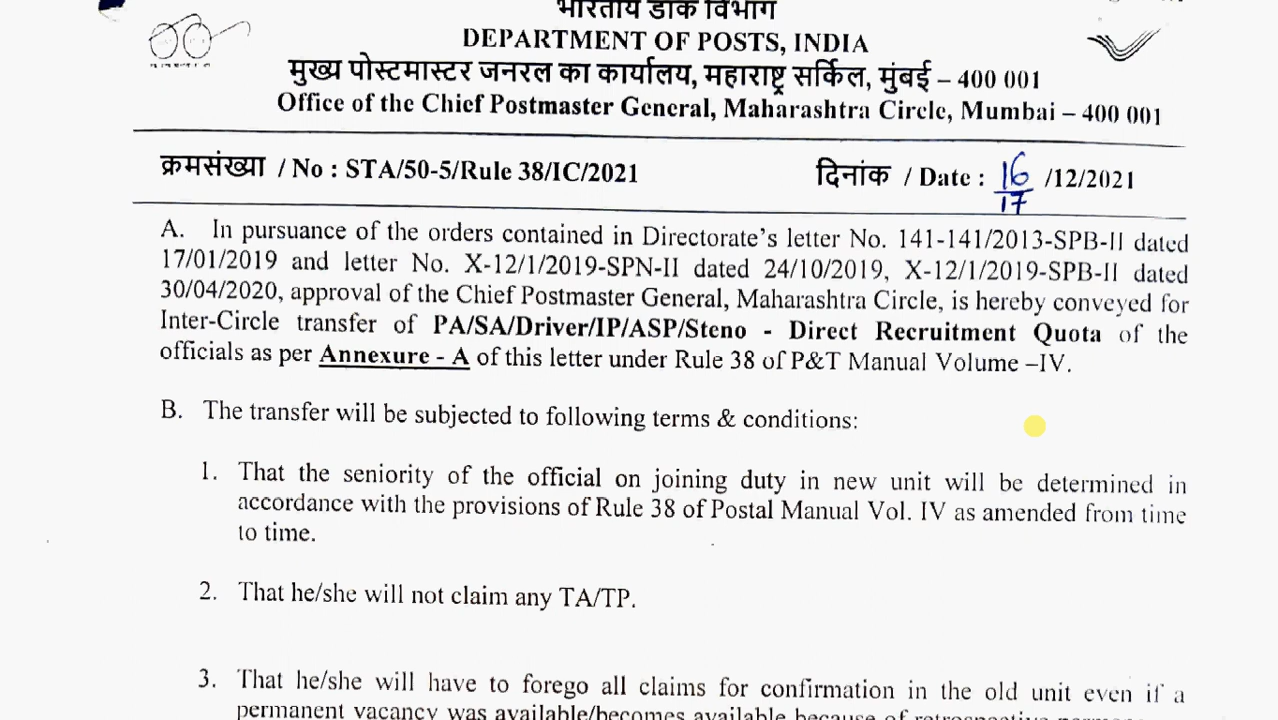 भारतीय डाक विभाग
DEPARTMENT OF POSTS, INDIA
मुख्य पोस्टमास्टर जनरल का कार्यालय, महाराष्ट्र सर्किल, मुंबई – 400 001
Office of the Chief Postmaster General, Maharashtra Circle, Mumbai – 400 001
क्रमसंख्या / No : STA/50-5/Rule 38/IC/2021 दिनांक / Date : 16 /12/2021
17
A. In pursuance of the orders contained in Directorate's letter No. 141-141/2013-SPB-II dated
17/01/2019 and letter No. X-12/1/2019-SPN-II dated 24/10/2019, X-12/1/2019-SPB-II dated
30/04/2020, approval of the Chief Postmaster General, Maharashtra Circle, is hereby conveyed for
Inter-Circle transfer of PA/SA/Driver/IP/ASP/Steno - Direct Recruitment Quota of the
officials as per Annexure - A of this letter under Rule 38 of P&T Manual Volume –IV.
B. The transfer will be subjected to following terms & conditions:
1. That the seniority of the official on joining duty in new unit will be determined in
accordance with the provisions of Rule 38 of Postal Manual Vol. IV as amended from time
to time.
2. That he/she will not claim any TA/TP.
3. That he/she will have to forego all claims for confirmation in the old unit even if a
permanent vacancy was available/becomes available because of retrospective